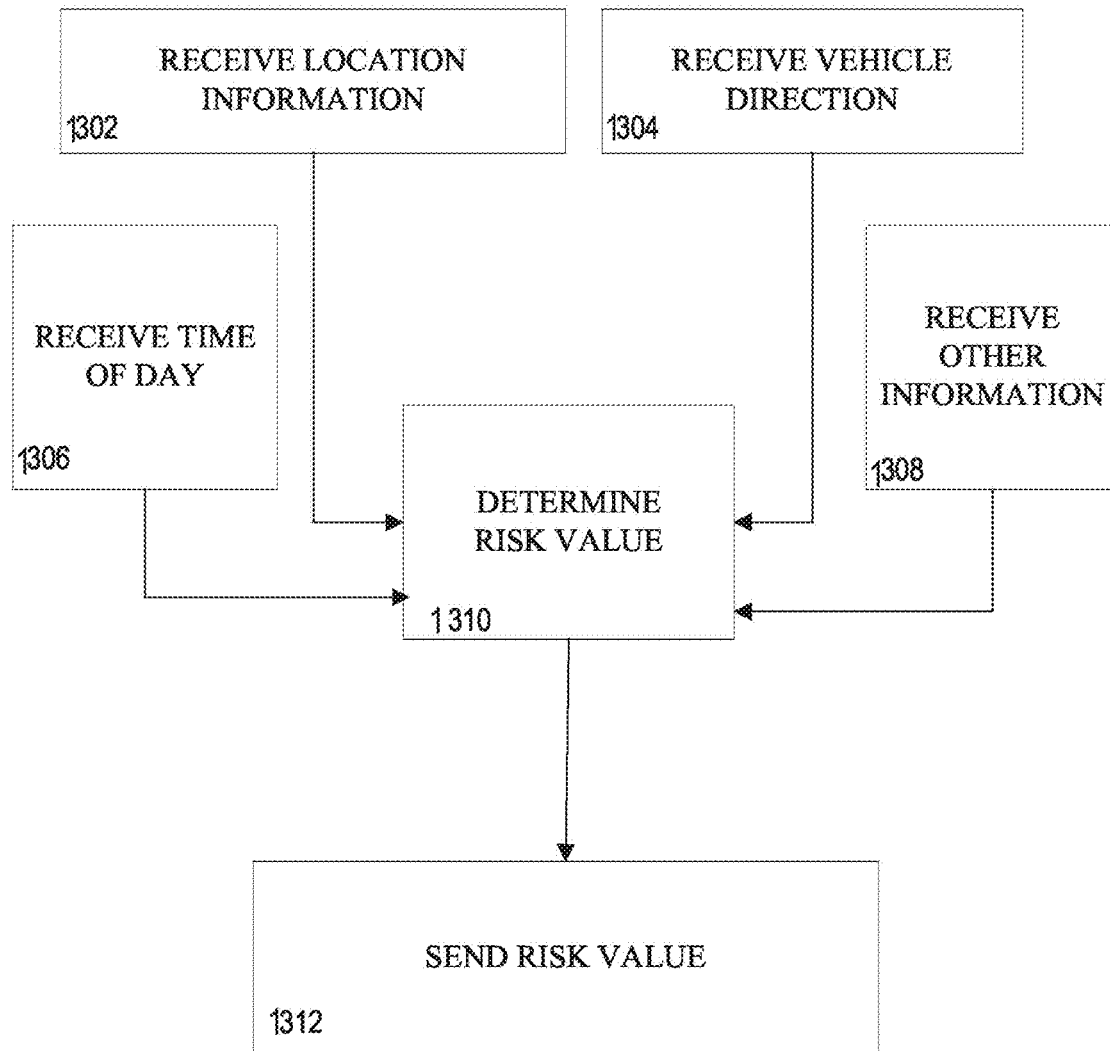 RECEIVE LOCATION
INFORMATION
1302
RECEIVE VEHICLE
DIRECTION
1304
RECEIVE TIME
OF DAY
1306
RECEIVE
OTHER
INFORMATION
1308
DETERMINE
RISK VALUE
1310
SEND RISK VALUE
1312